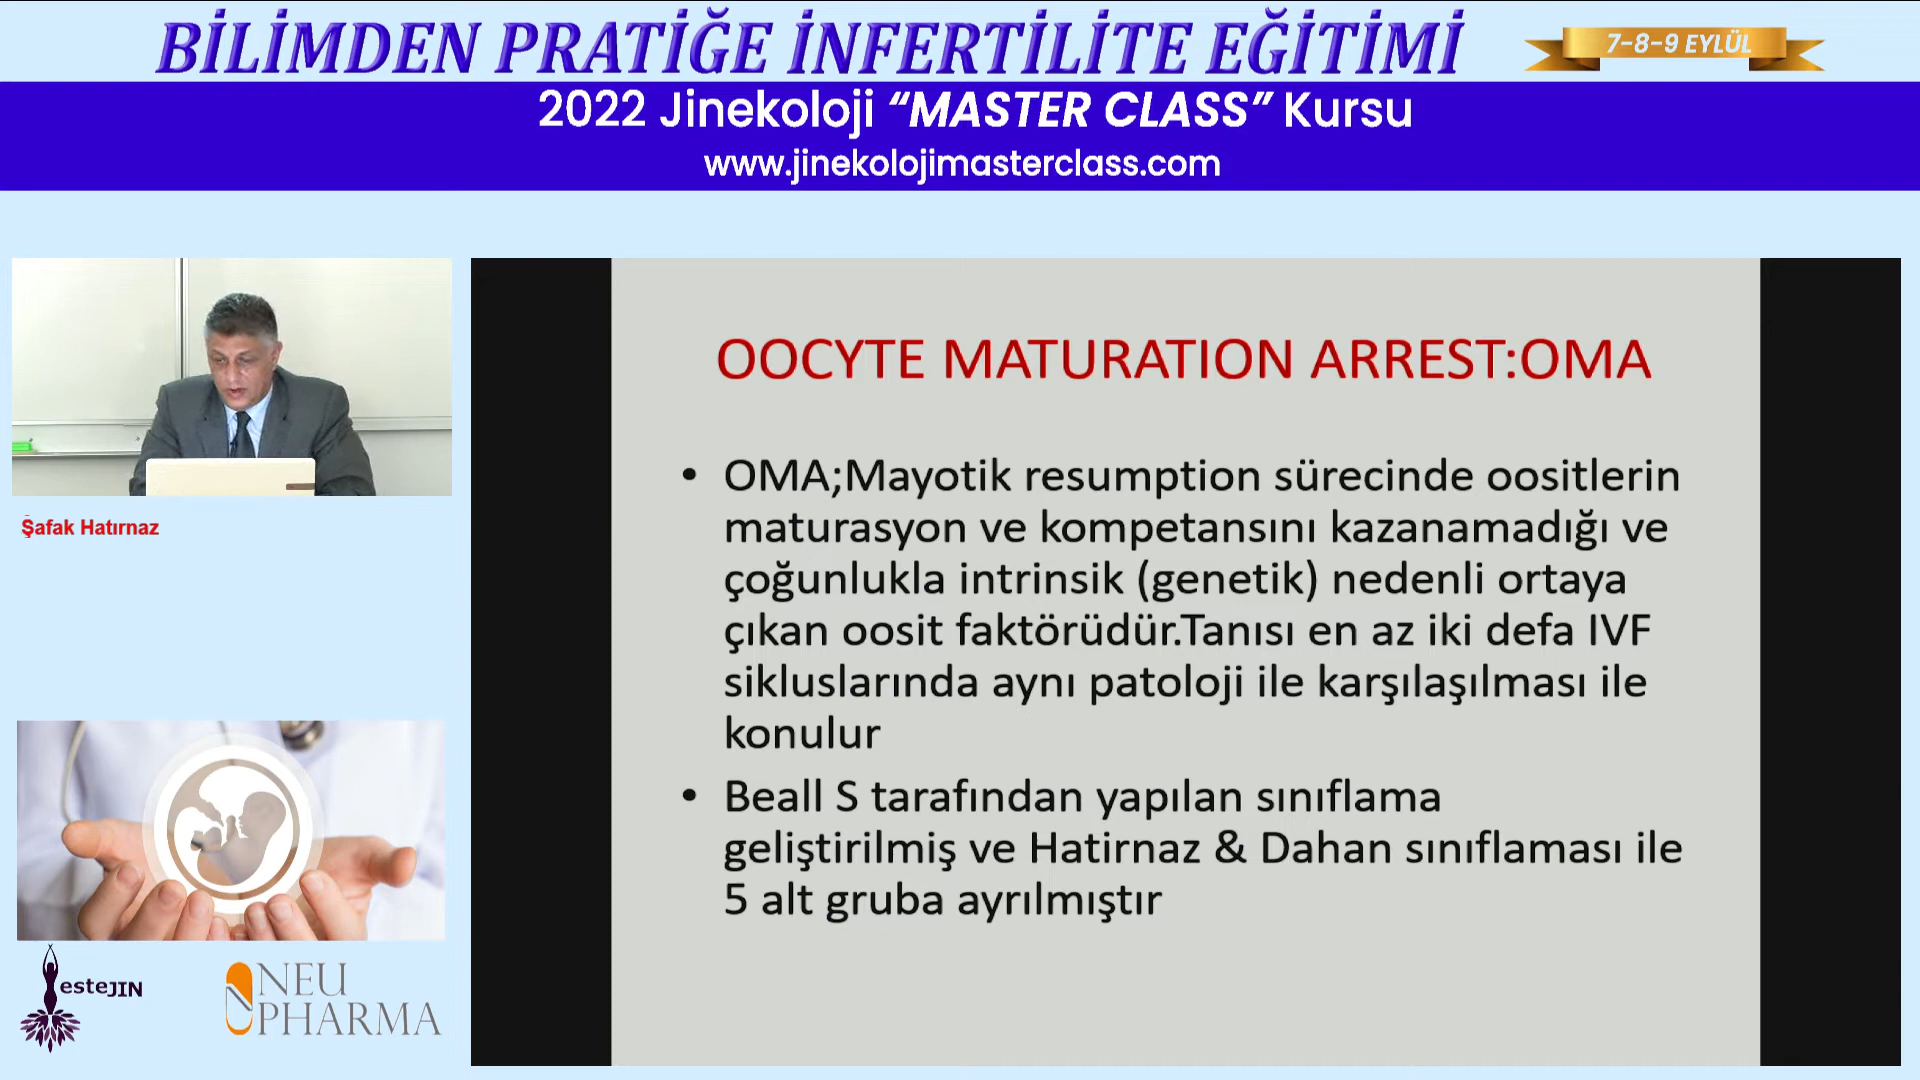 BİLİMDEN PRATİĞE İNFERTİLİTE EĞİTİMİ
7-8-9 EYLÜL
2022 Jinekoloji “MASTER CLASS” Kursu
www.jinekolojimasterclass.com
Şafak Hatırnaz
OOCYTE MATURATION ARREST:OMA
• OMA;Mayotik resumption sürecinde oositlerin
maturasyon ve kompetansını kazanamadığı ve
çoğunlukla intrinsik (genetik) nedenli ortaya
çıkan oosit faktörüdür.Tanısı en az iki defa IVF
sikluslarında aynı patoloji ile karşılaşılması ile
konulur
• Beall S tarafından yapılan sınıflama
geliştirilmiş ve Hatirnaz & Dahan sınıflaması ile
5 alt gruba ayrılmıştır
esteJIN
NEU
PHARMA